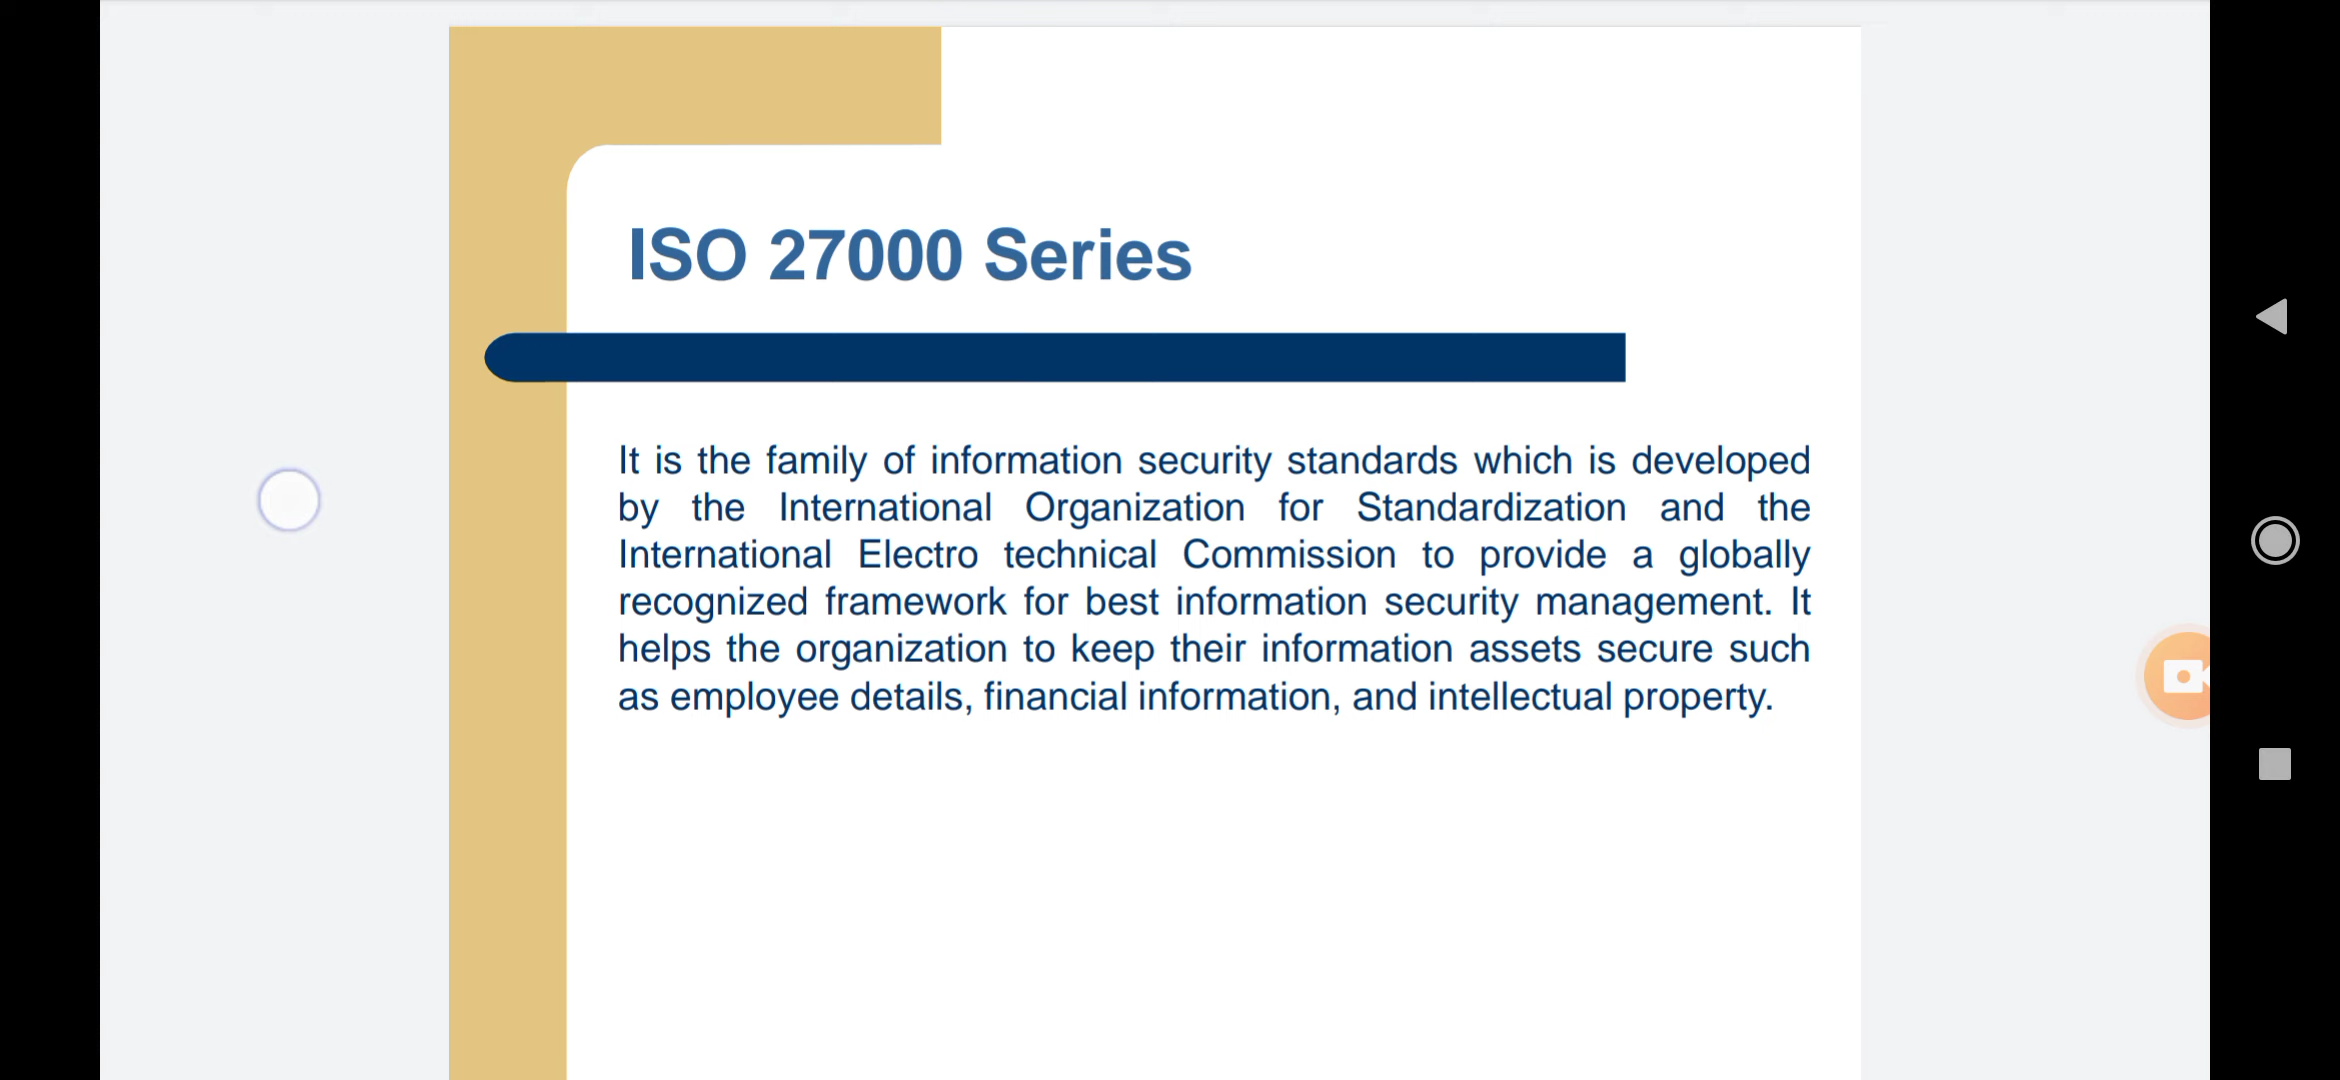 ISO 27000 Series
It is the family of information security standards which is developed
by the International Organization for Standardization and the
International Electro technical Commission to provide a globally
recognized framework for best information security management. It
helps the organization to keep their information assets secure such
as employee details, financial information, and intellectual property.